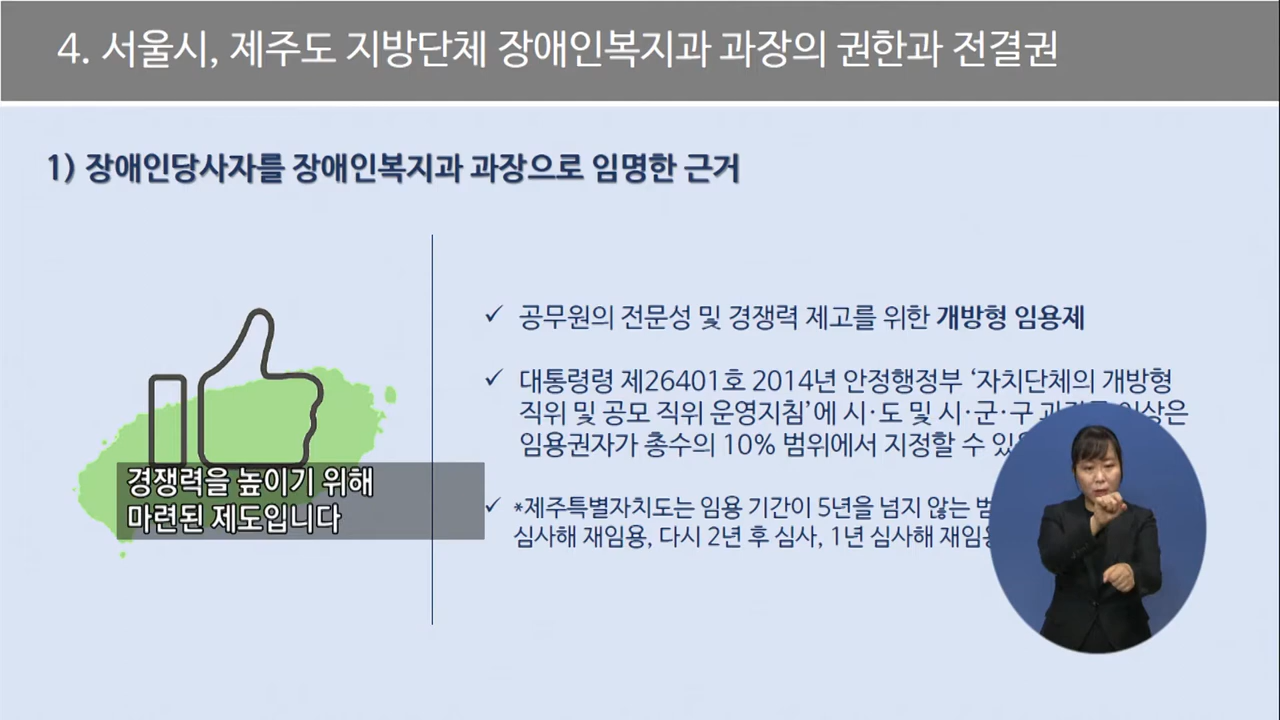 4. 서울시, 제주도 지방단체 장애인복지과 과장의 권한과 전결권
1) 장애인당사자를 장애인복지과 과장으로 임명한 근거
✓ 공무원의 전문성 및 경쟁력 제고를 위한 개방형 임용제
✓ 대통령령 제26401호 2014년 안정행정부 ‘자치단체의 개방형
직위 및 공모 직위 운영지침’에 시·도 및 시·군·구 이상은
임용권자가 총수의 10% 범위에서 지정할 수
✓ *제주특별자치도는 임용 기간이 5년을 넘지 않는
심사해 재임용, 다시 2년 후 심사, 1년 심사해
경쟁력을 높이기 위해
마련된 제도입니다